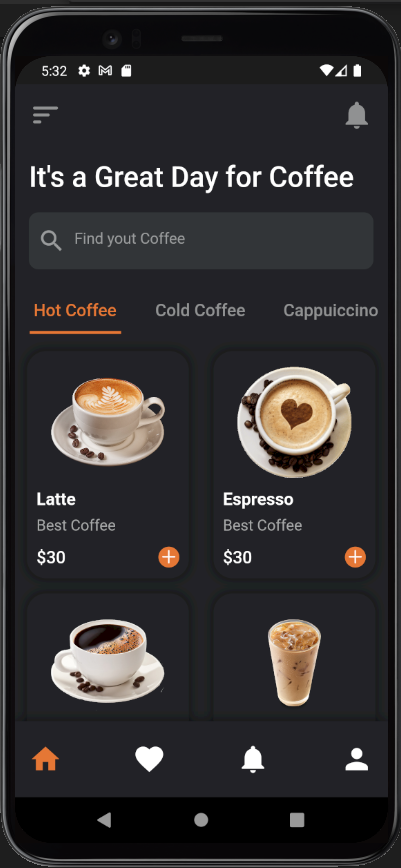 5:32
It's a Great Day for Coffee
Find yout Coffee
Hot Coffee Cold Coffee Cappuiccino
Latte
Best Coffee
$30
Espresso
Best Coffee
$30